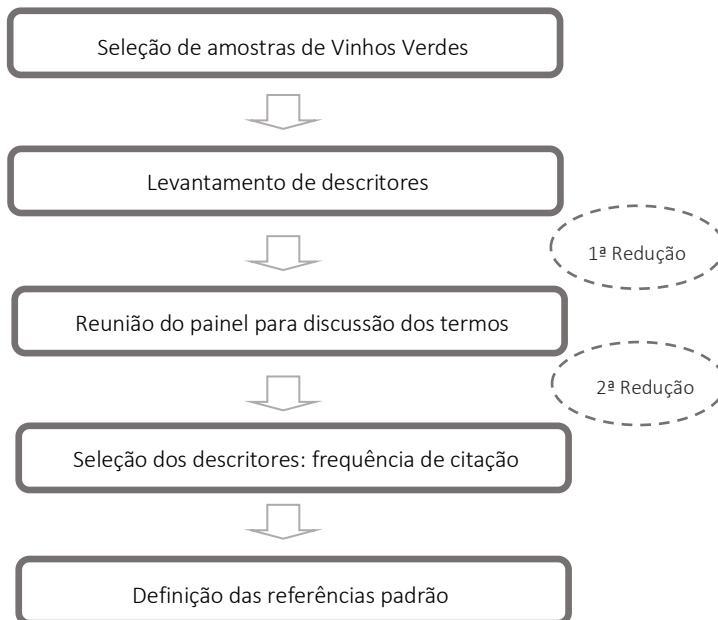 Seleção de amostras de Vinhos Verdes
Levantamento de descritores
1ª Redução
Reunião do painel para discussão dos termos
2ª Redução
Seleção dos descritores: frequência de citação
Definição das referências padrão